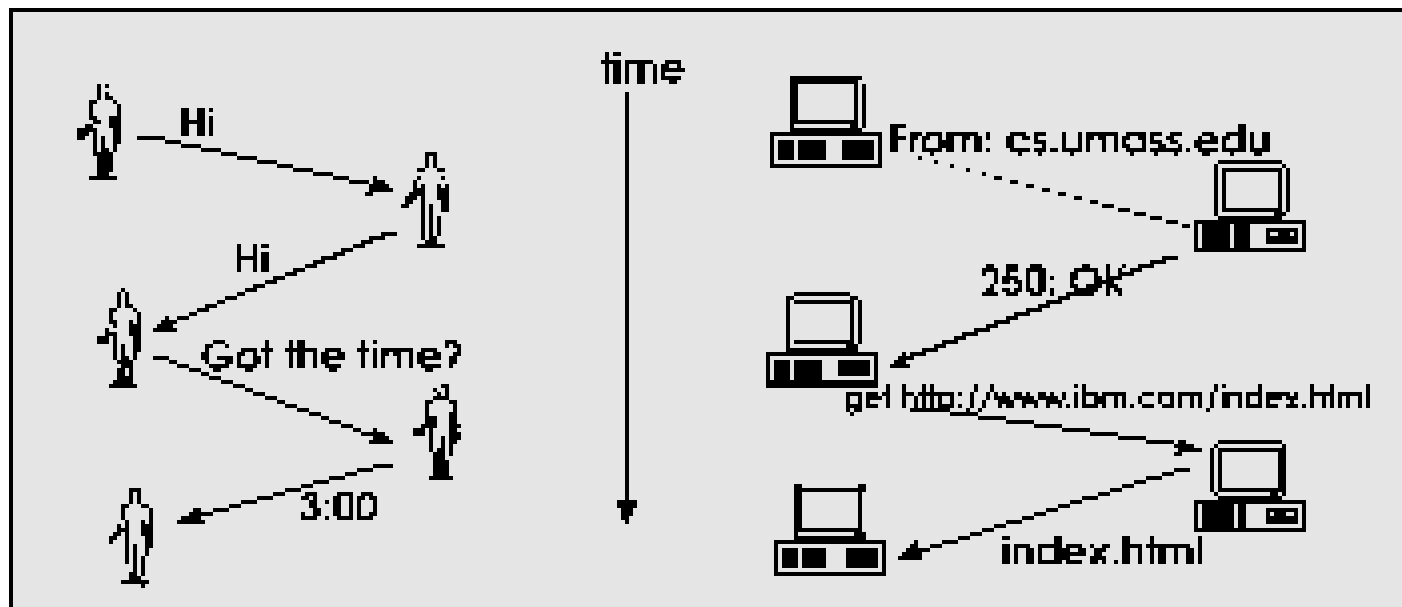 time
Hi
From: cs.umass.edu
Hi
250: OK
Got the time?
get http://www.ibm.com/index.html
3:00
index.html